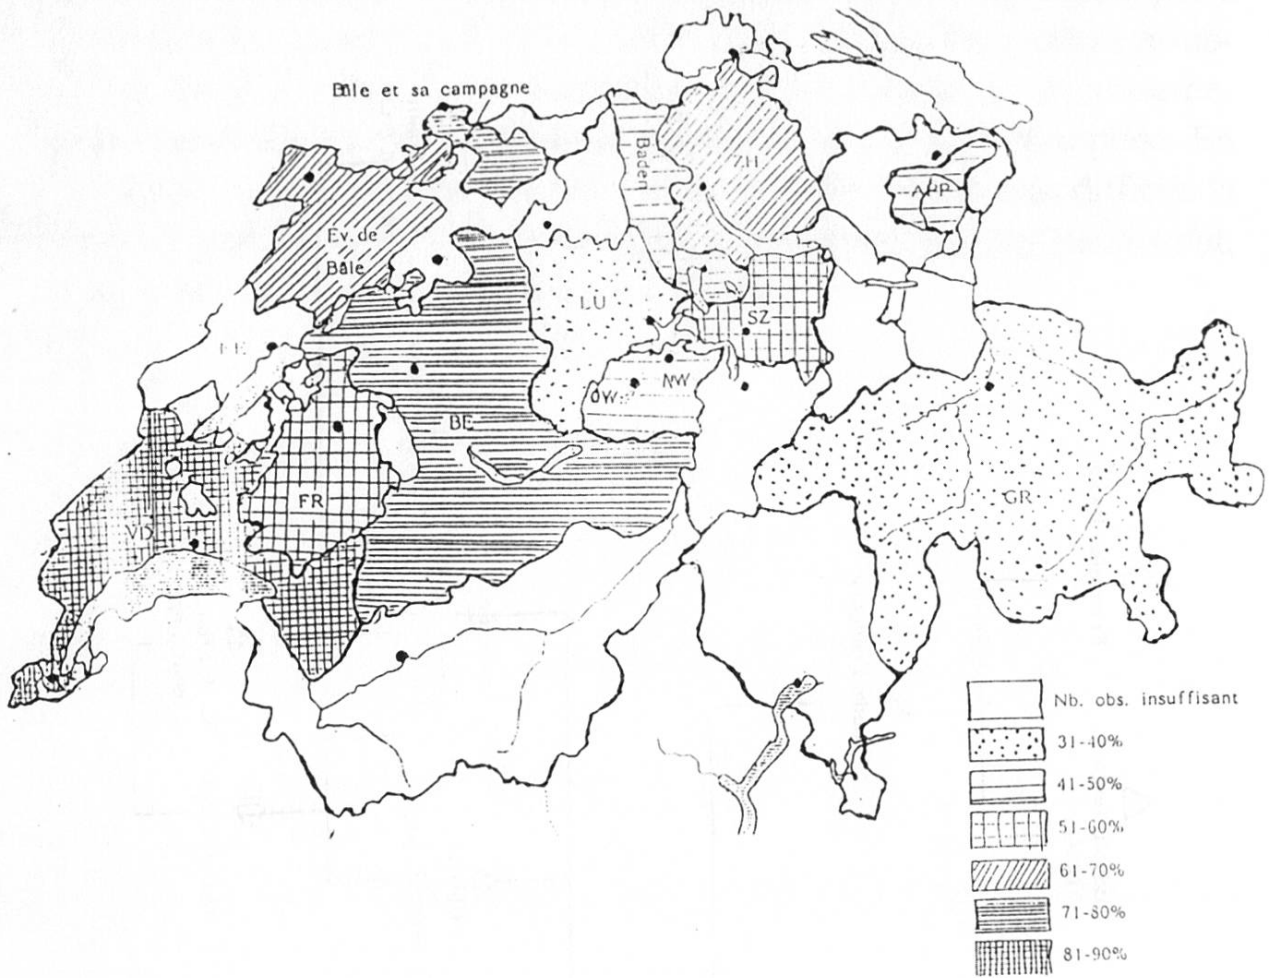 Bâle et sa campagne
Baden
ZH
APP
Ev. de
Bâle
LU
SZ
NW
OW
BE
FR
VD
GR
Nb. obs. insuffisant
31-40%
41-50%
51-60%
61-70%
71-80%
81-90%